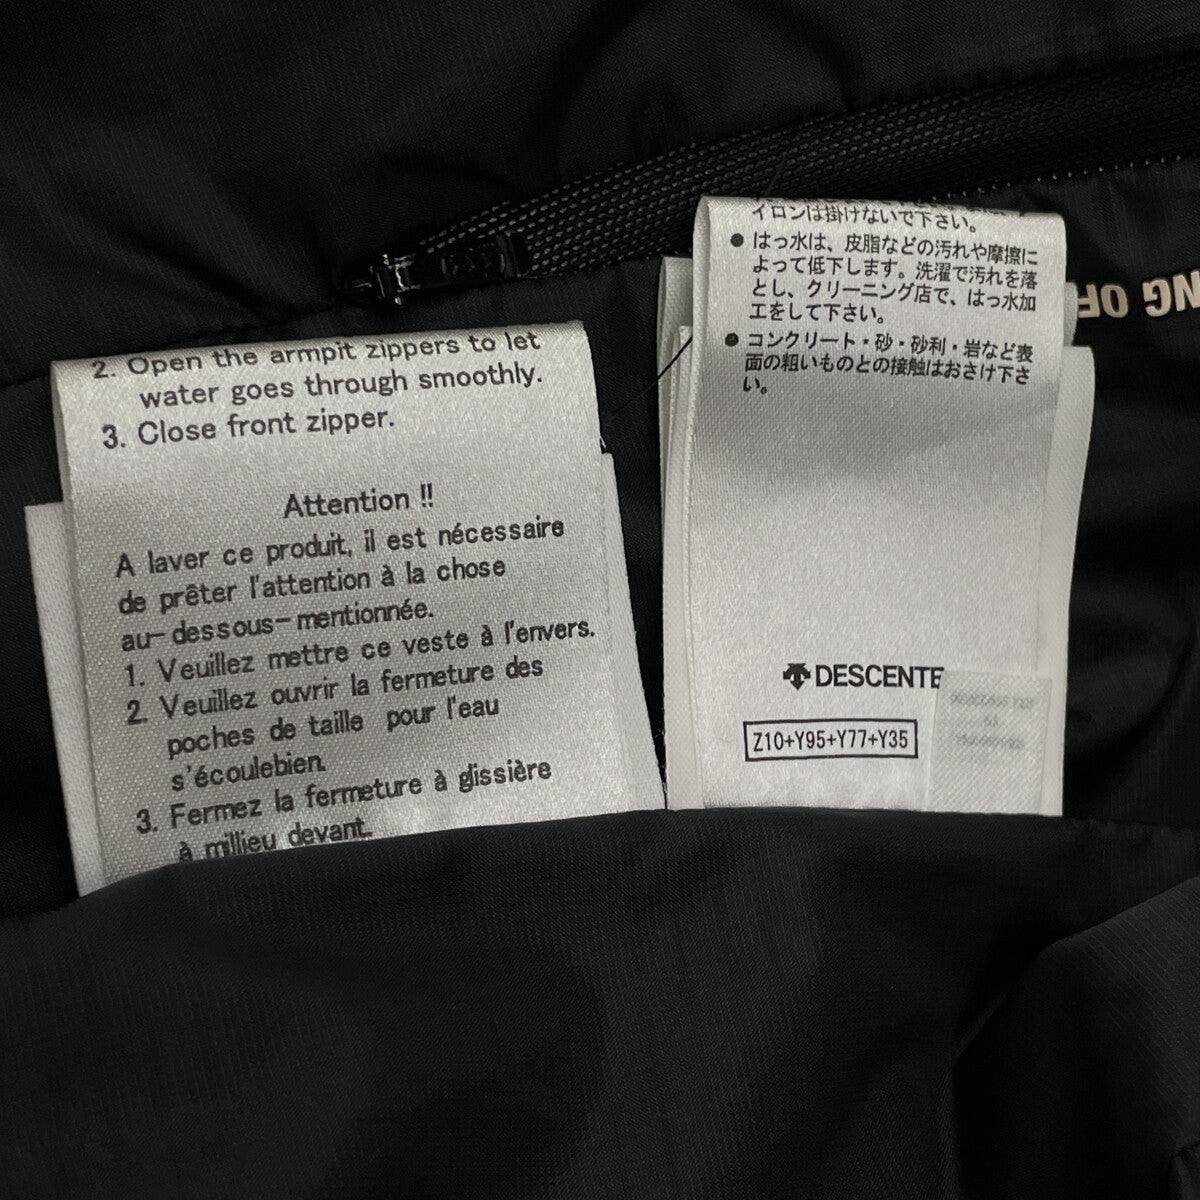 2. Open the armpit zippers to let
water goes through smoothly.
3. Close front zipper.
Attention !!
A laver ce produit, il est nécessaire
de prêter l'attention à la chose
au-dessous-mentionnée.
1. Veuillez mettre ce veste à l'envers.
2. Veuillez ouvrir la fermeture des
poches de taille pour l'eau
s'écoulebien.
3. Fermez la fermeture à glissière
à millieu devant.
イロンは掛けないで下さい。
● はっ水は、皮脂などの汚れや摩擦に
よって低下します。洗濯で汚れを落
とし、クリーニング店で、はっ水加
工をして下さい。
● コンクリート・砂・砂利・岩など表
面の粗いものとの接触はおさけ下さ
い。
DESCENTE
Z10+Y95+Y77+Y35
NG OF